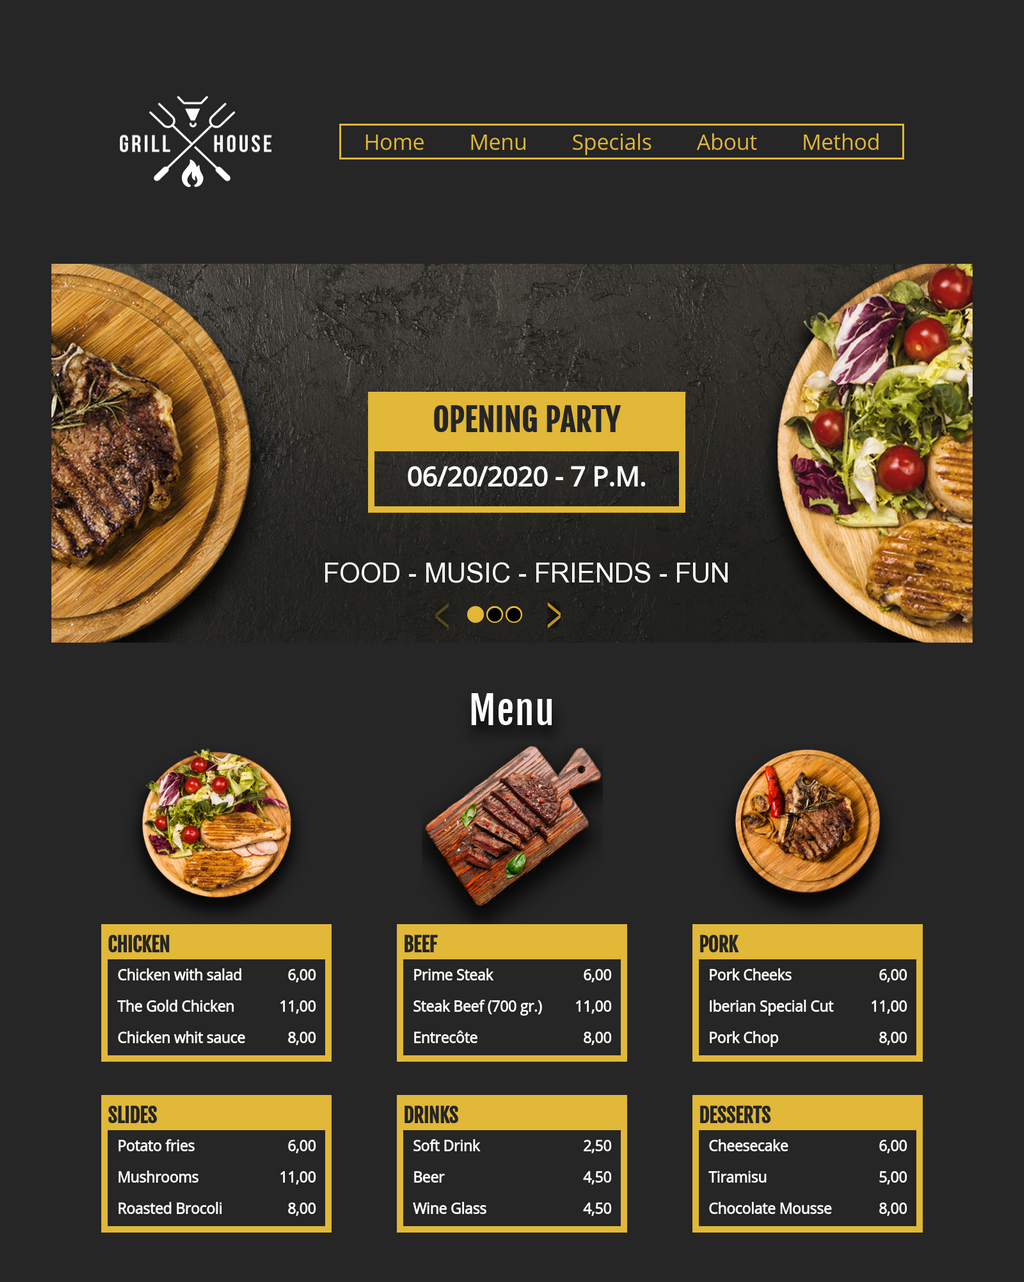 GRILL HOUSE
Home Menu Specials About Method
OPENING PARTY
06/20/2020 - 7 P.M.
FOOD - MUSIC - FRIENDS - FUN
Menu
CHICKEN
Chicken with salad 6,00
The Gold Chicken 11,00
Chicken whit sauce 8,00
BEEF
Prime Steak 6,00
Steak Beef (700 gr.) 11,00
Entrecôte 8,00
PORK
Pork Cheeks 6,00
Iberian Special Cut 11,00
Pork Chop 8,00
SLIDES
Potato fries 6,00
Mushrooms 11,00
Roasted Brocoli 8,00
DRINKS
Soft Drink 2,50
Beer 4,50
Wine Glass 4,50
DESSERTS
Cheesecake 6,00
Tiramisu 5,00
Chocolate Mousse 8,00